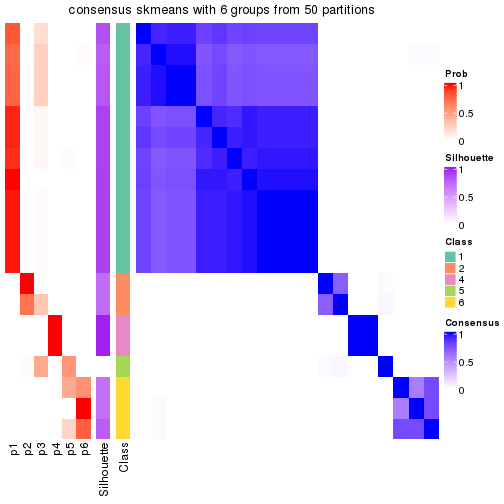 consensus skmeans with 6 groups from 50 partitions
Prob
1
0.5
0
Silhouette
1
0.5
0
Class
1
2
4
5
6
Consensus
1
0.5
0
p1
p2
p3
p4
p5
p6
Silhouette
Class